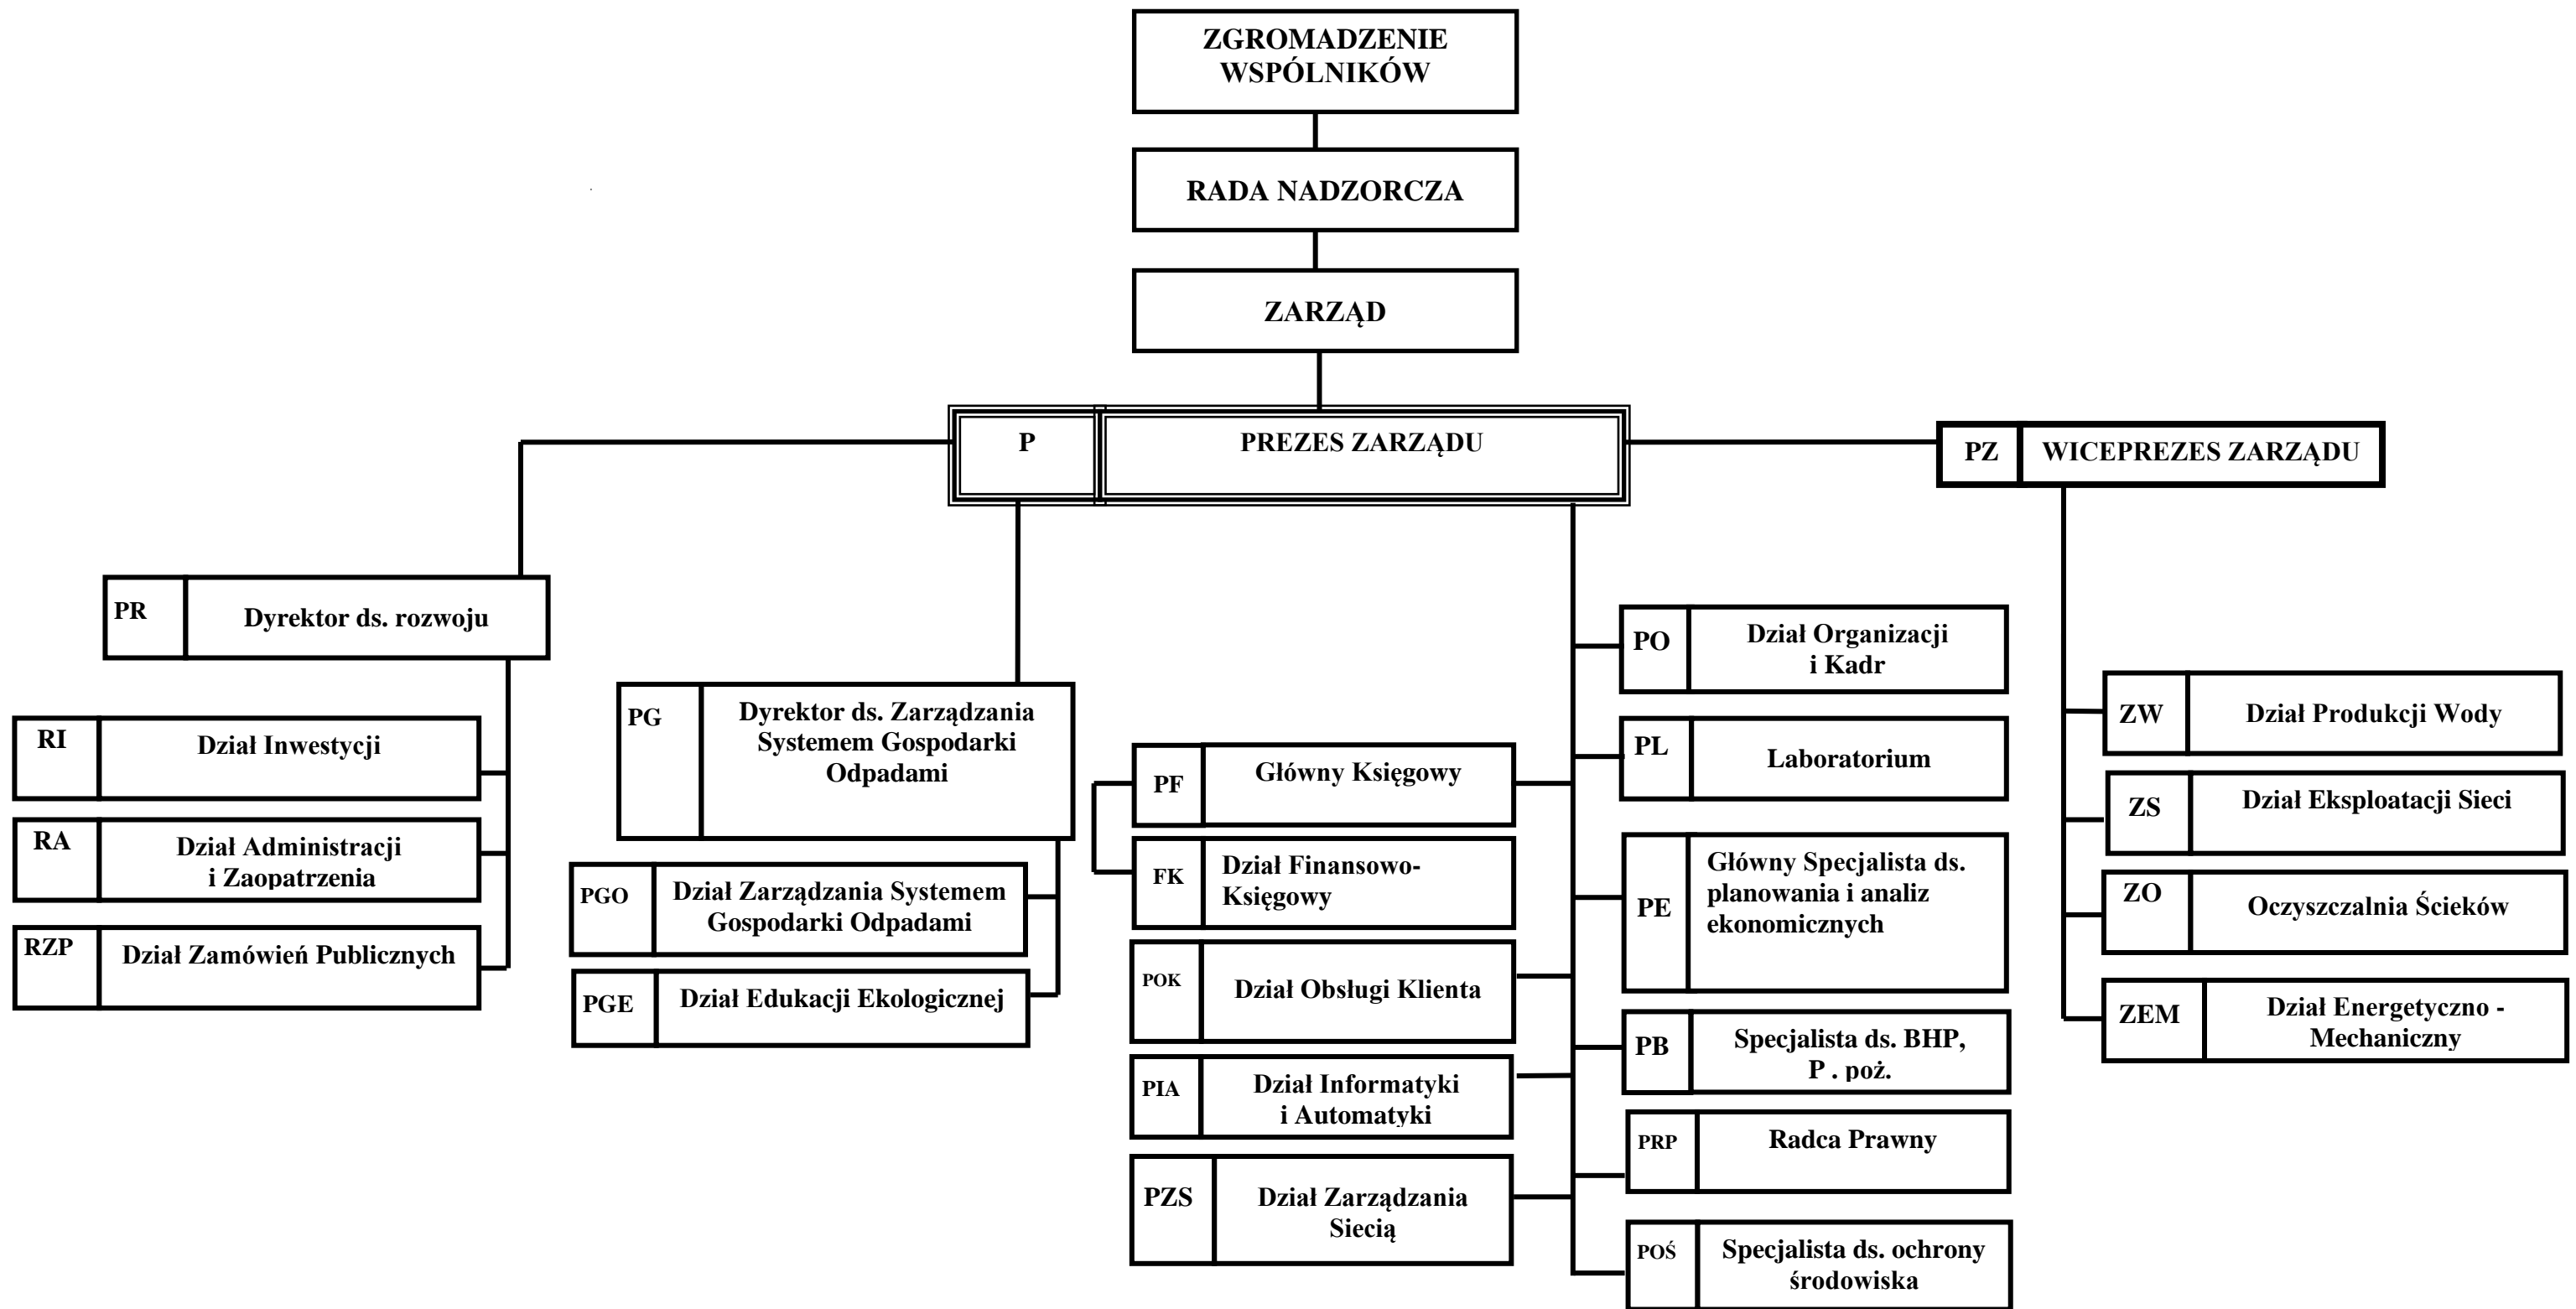 ZGROMADZENIE
WSPÓLNIKÓW
RADA NADZORCZA
ZARZĄD
P
PREZES ZARZĄDU
PZ
WICEPREZES ZARZĄDU
PR
Dyrektor ds. rozwoju
RI
Dział Inwestycji
RA
Dział Administracji
i Zaopatrzenia
RZP
Dział Zamówień Publicznych
PG
Dyrektor ds. Zarządzania
Systemem Gospodarki
Odpadami
PGO
Dział Zarządzania Systemem
Gospodarki Odpadami
PGE
Dział Edukacji Ekologicznej
PF
Główny Księgowy
FK
Dział Finansowo-
Księgowy
POK
Dział Obsługi Klienta
PIA
Dział Informatyki
i Automatyki
PZS
Dział Zarządzania
Siecią
PO
Dział Organizacji
i Kadr
PL
Laboratorium
PE
Główny Specjalista ds.
planowania i analiz
ekonomicznych
PB
Specjalista ds. BHP,
P . poż.
PRP
Radca Prawny
POŚ
Specjalista ds. ochrony
środowiska
ZW
Dział Produkcji Wody
ZS
Dział Eksploatacji Sieci
ZO
Oczyszczalnia Ścieków
ZEM
Dział Energetyczno -
Mechaniczny